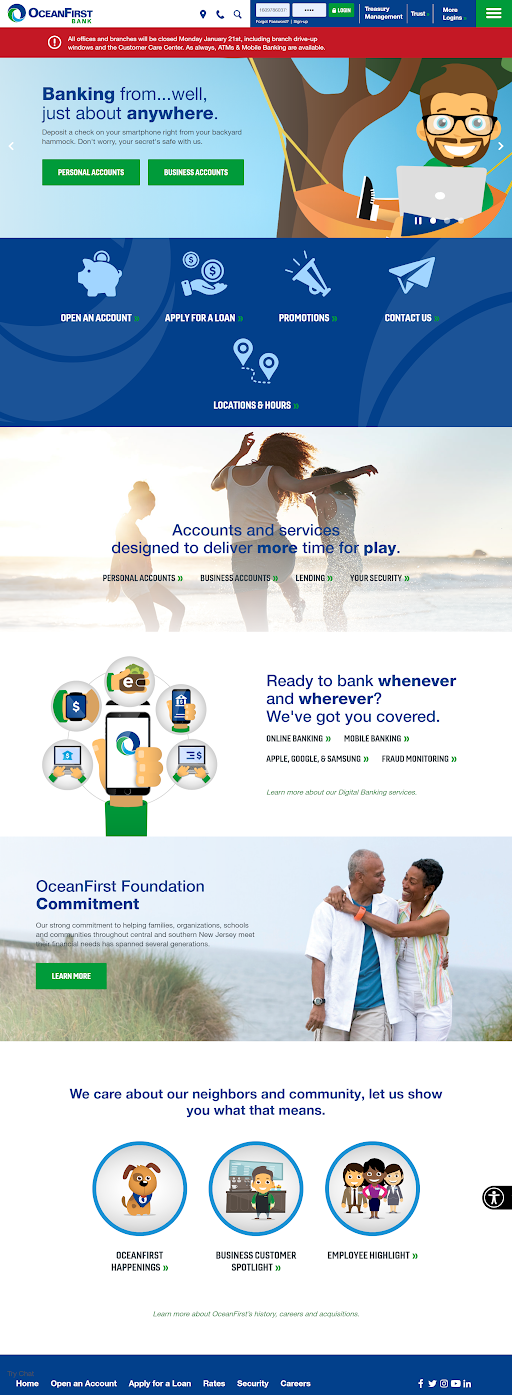 OCEANFIRST
BANK
LOGIN
Forgot Password? | Sign-up
Treasury
Management
Trust
More
Logins
All offices and branches will be closed Monday January 21st, including branch drive-up
windows and the Customer Care Center. As always, ATMs & Mobile Banking are available.
Banking from...well,
just about anywhere.
Deposit a check on your smartphone right from your backyard
hammock. Don't worry, your secret's safe with us.
PERSONAL ACCOUNTS
BUSINESS ACCOUNTS
OPEN AN ACCOUNT »
APPLY FOR A LOAN »
PROMOTIONS »
CONTACT US »
LOCATIONS & HOURS »
Accounts and services
designed to deliver more time for play.
PERSONAL ACCOUNTS » BUSINESS ACCOUNTS » LENDING » YOUR SECURITY »
Ready to bank whenever
and wherever?
We've got you covered.
ONLINE BANKING » MOBILE BANKING »
APPLE, GOOGLE, & SAMSUNG » FRAUD MONITORING »
Learn more about our Digital Banking services.
OceanFirst Foundation
Commitment
Our strong commitment to helping families, organizations, schools
and communities throughout central and southern New Jersey meet
their financial needs has spanned several generations.
LEARN MORE
We care about our neighbors and community, let us show
you what that means.
OCEANFIRST
HAPPENINGS »
BUSINESS CUSTOMER
SPOTLIGHT »
EMPLOYEE HIGHLIGHT »
Learn more about OceanFirst's history, careers and acquisitions.
Try Chat
Home Open an Account Apply for a Loan Rates Security Careers